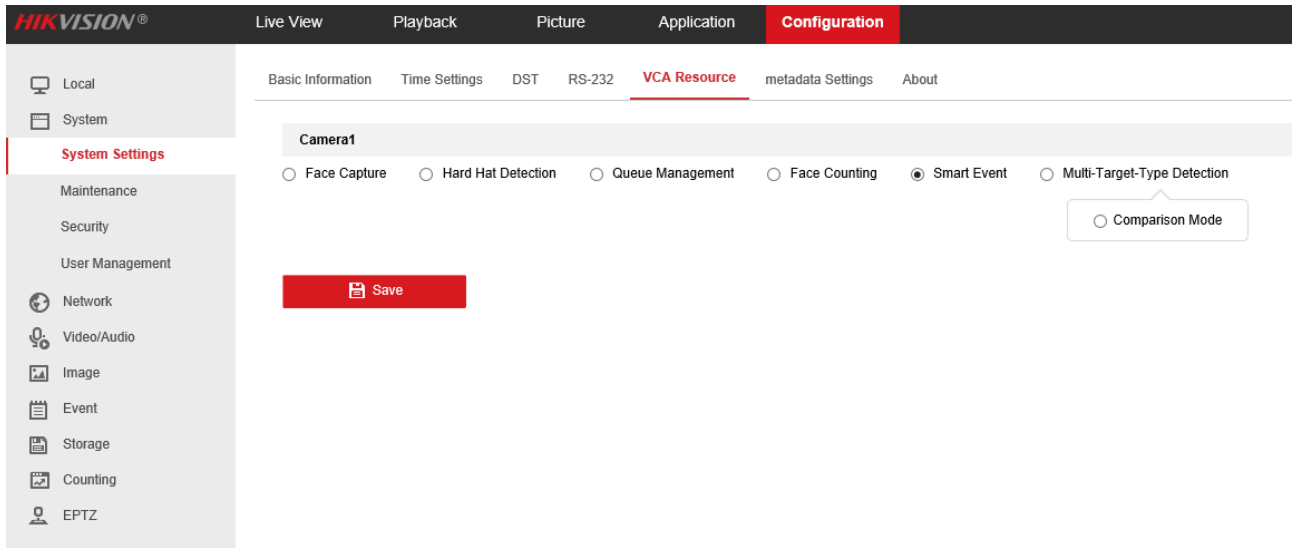 HIKVISION® Live View Playback Picture Application Configuration
Basic Information Time Settings DST RS-232 VCA Resource metadata Settings About
Local
System
System Settings
Maintenance
Security
User Management
Network
Video/Audio
Image
Event
Storage
Counting
EPTZ
Camera1
Face Capture Hard Hat Detection Queue Management Face Counting Smart Event Multi-Target-Type Detection
Comparison Mode
Save